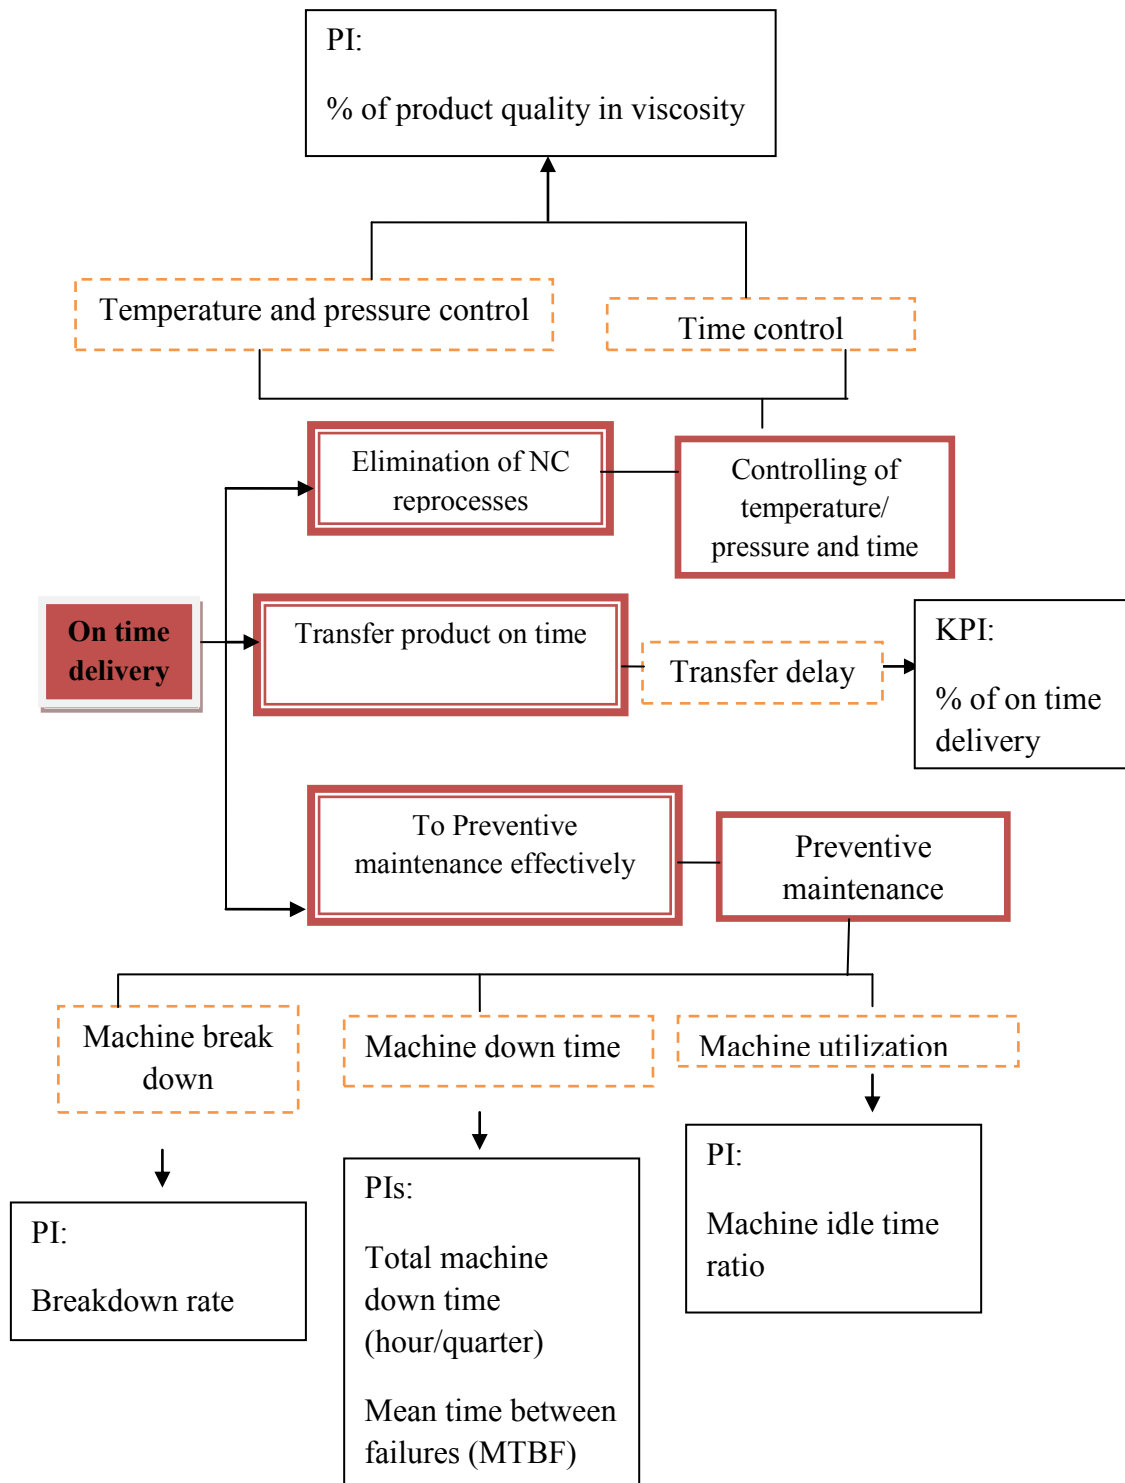 PI:
% of product quality in viscosity
Temperature and pressure control
Time control
Elimination of NC
reprocesses
Controlling of
temperature/
pressure and time
On time
delivery
Transfer product on time
Transfer delay
KPI:
% of on time
delivery
To Preventive
maintenance effectively
Preventive
maintenance
Machine break
down
Machine down time
Machine utilization
PI:
Breakdown rate
PIs:
Total machine
down time
(hour/quarter)
Mean time between
failures (MTBF)
PI:
Machine idle time
ratio